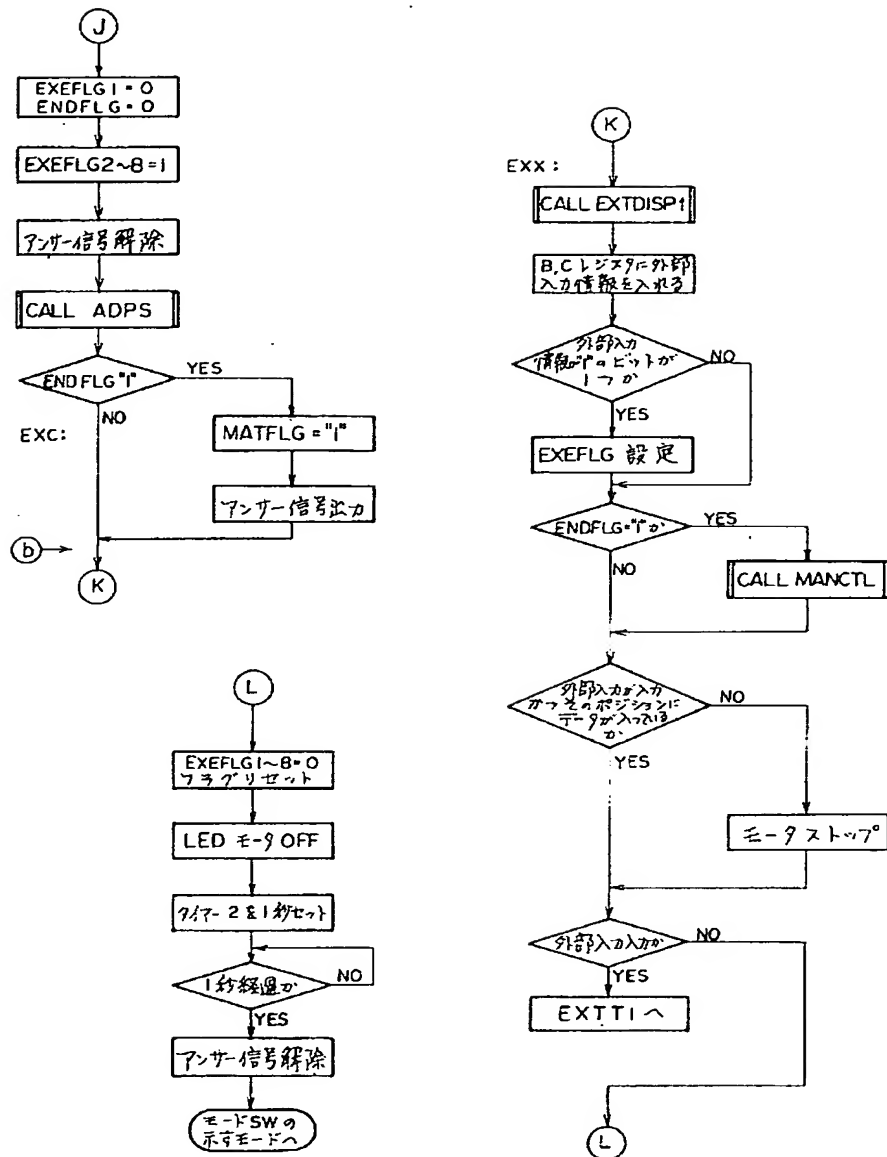 J
EXEFLG1=0
ENDFLG=0
EXEFLG2~8=1
アンサー信号解除
CALL ADPS
ENDFLG"1"
YES
NO
EXC:
MATFLG="1"
アンサー信号出力
b
K
L
EXEFLG1~8=0
フラグリセット
LED モータ OFF
タイマー2を1秒セット
1秒経過か
NO
YES
アンサー信号解除
モードSWの
示すモードへ
K
EXX:
CALL EXTDISP1
B,Cレジスタに外部
入力情報を入れる
外部入力
情報が"1"のビットが
1つか
NO
YES
EXEFLG 設定
ENDFLG="1"か
YES
NO
CALL MANCTL
外部入力が入力
かつそのポジションに
データが入っている
か
NO
YES
モータストップ
外部入力入力か
NO
YES
EXTT1へ
L